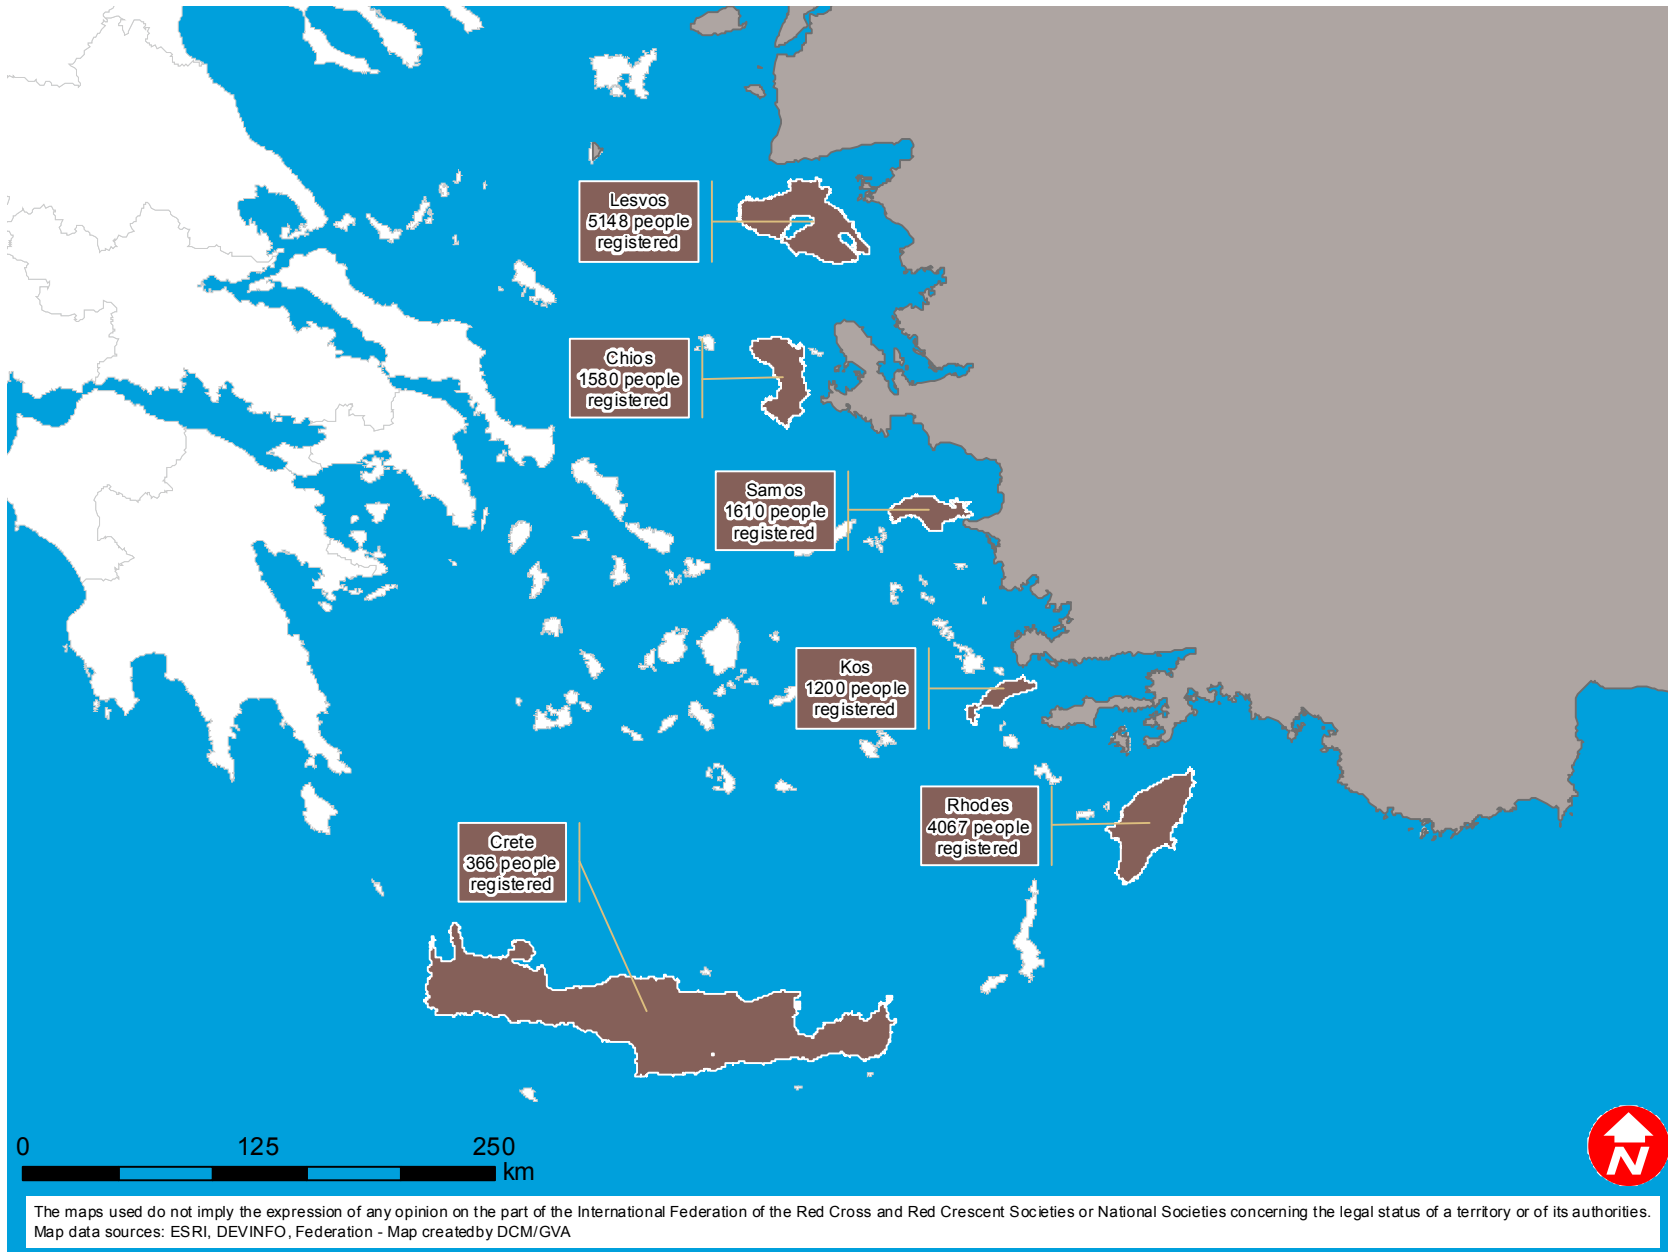 Lesvos
5148 people
registered
Chios
1580 people
registered
Samos
1610 people
registered
Kos
1200 people
registered
Rhodes
4067 people
registered
Crete
366 people
registered
0 125 250
km
N
The maps used do not imply the expression of any opinion on the part of the International Federation of the Red Cross and Red Crescent Societies or National Societies concerning the legal status of a territory or of its authorities.
Map data sources: ESRI, DEVINFO, Federation - Map createdby DCM/GVA